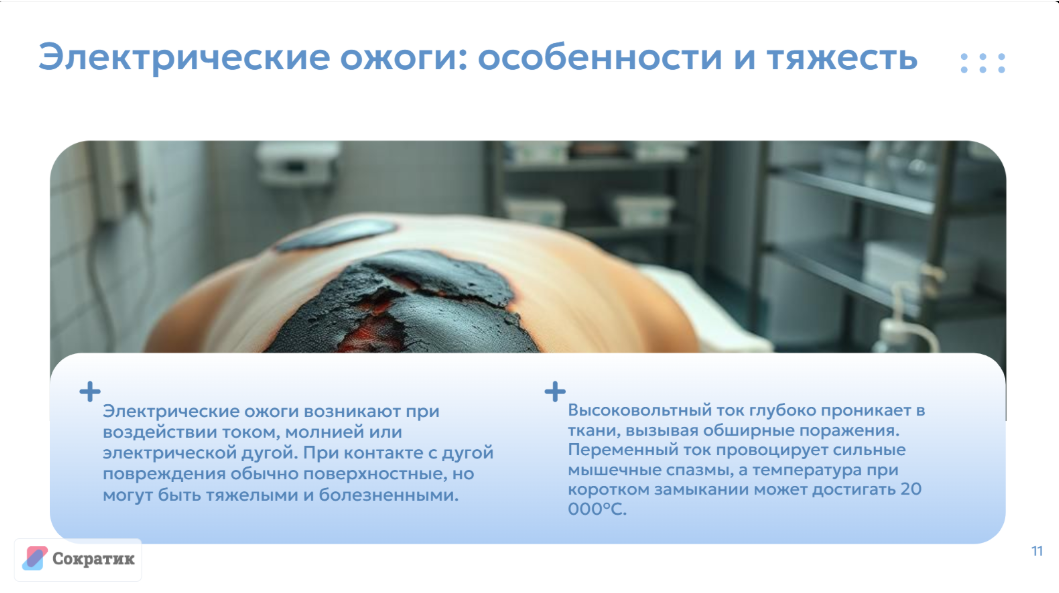 Электрические ожоги: особенности и тяжесть
Электрические ожоги возникают при
воздействии током, молнией или
электрической дугой. При контакте с дугой
повреждения обычно поверхностные, но
могут быть тяжелыми и болезненными.
Высоковольтный ток глубоко проникает в
ткани, вызывая обширные поражения.
Переменный ток провоцирует сильные
мышечные спазмы, а температура при
коротком замыкании может достигать 20
000°C.
Сократик
11